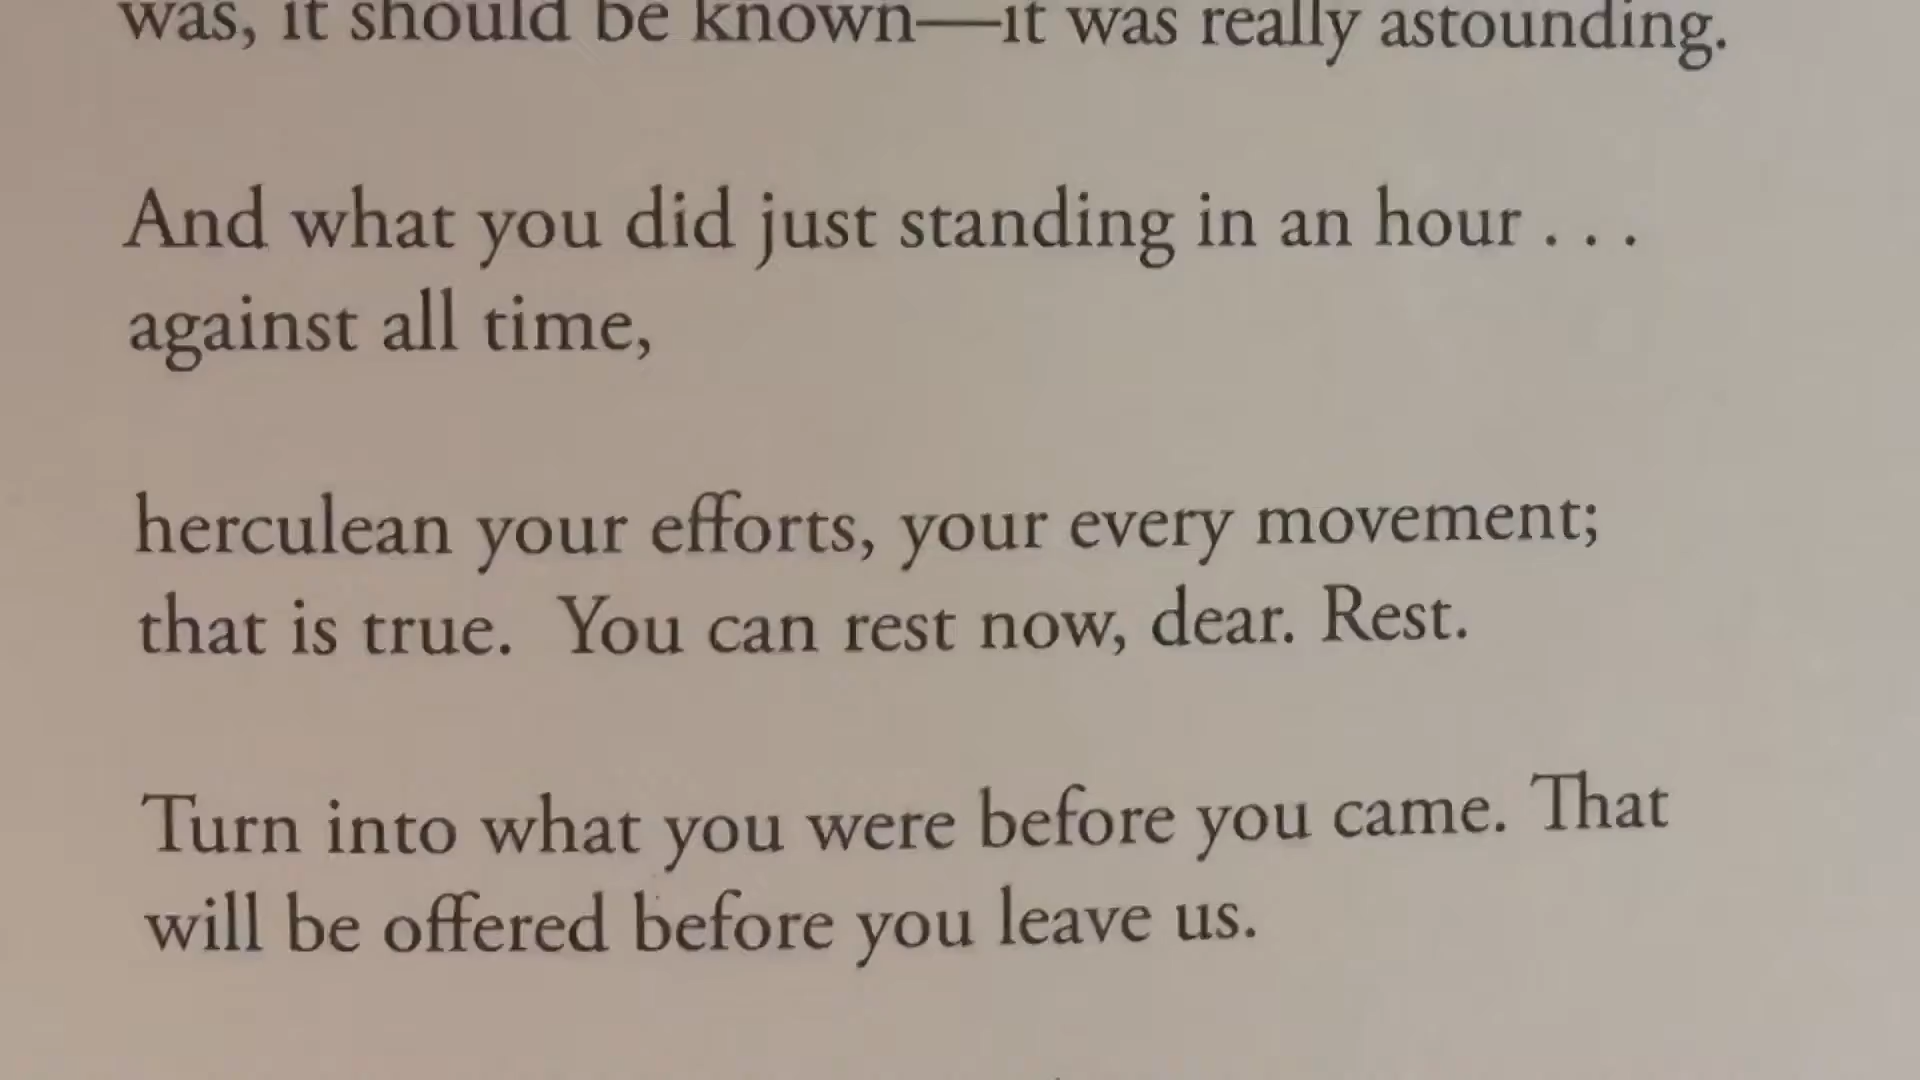 was, it should be known—it was really astounding.
And what you did just standing in an hour . . .
against all time,
herculean your efforts, your every movement;
that is true.  You can rest now, dear. Rest.
Turn into what you were before you came. That
will be offered before you leave us.